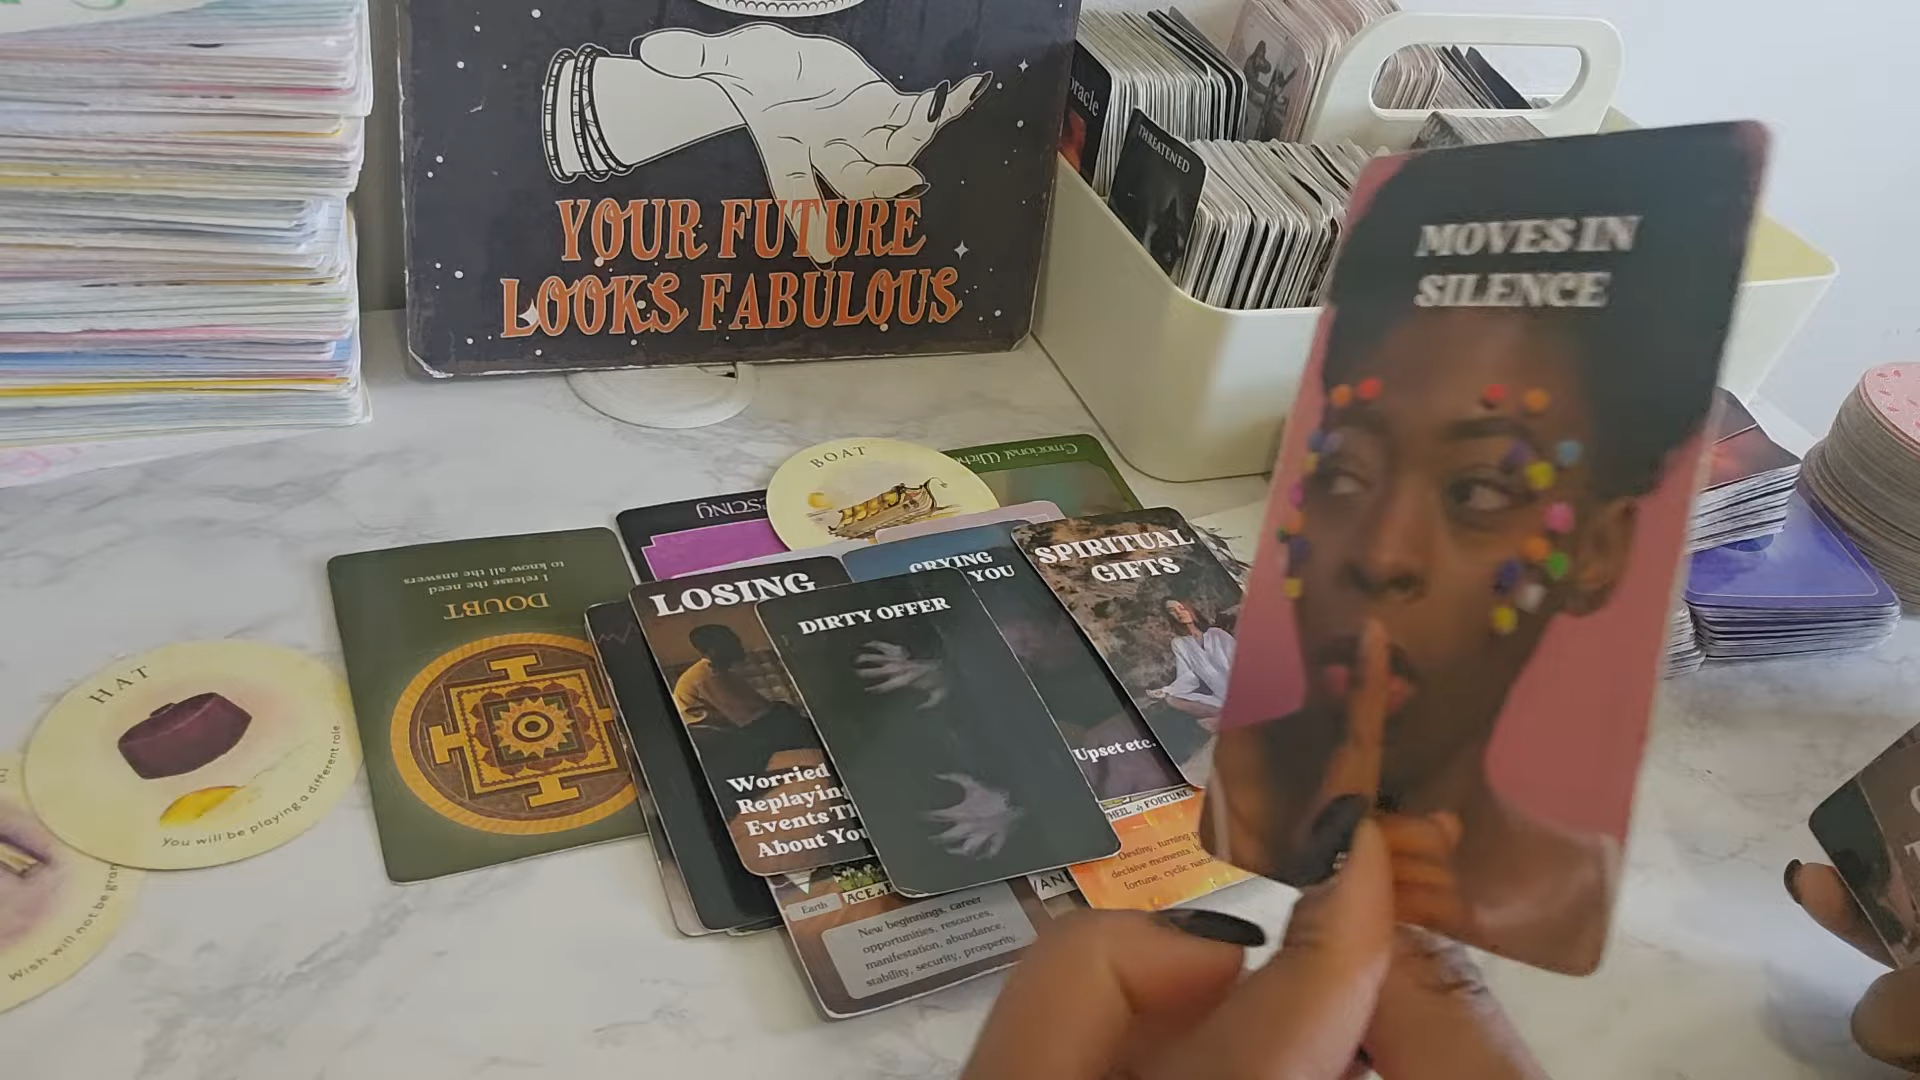 YOUR FUTURE
LOOKS FABULOUS
oracle
THREATENED
MOVES IN
SILENCE
BOAT
Emotional
I release the need
to know all the answers
DOUBT
HAT
You will be playing a different role
Wish will not be
LOSING
Worried
Replaying
Events
About You
DIRTY OFFER
CRYING
YOU
Upset etc.
SPIRITUAL
GIFTS
Earth
ACE
New beginnings, career
opportunities, resources,
manifestation, abundance,
stability, security, prosperity
WHEEL of FORTUNE
Destiny, turning
decisive moments,
fortune, cyclic